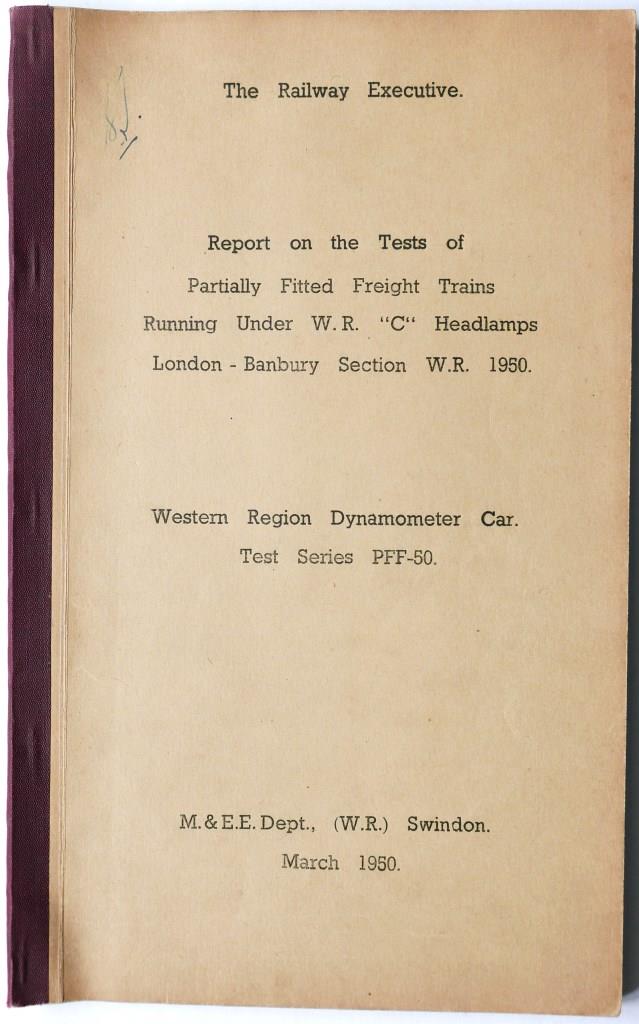 The Railway Executive.
Report on the Tests of
Partially Fitted Freight Trains
Running Under W.R. "C" Headlamps
London - Banbury Section W.R. 1950.
Western Region Dynamometer Car.
Test Series PFF-50.
M. & E.E. Dept., (W.R.) Swindon.
March 1950.